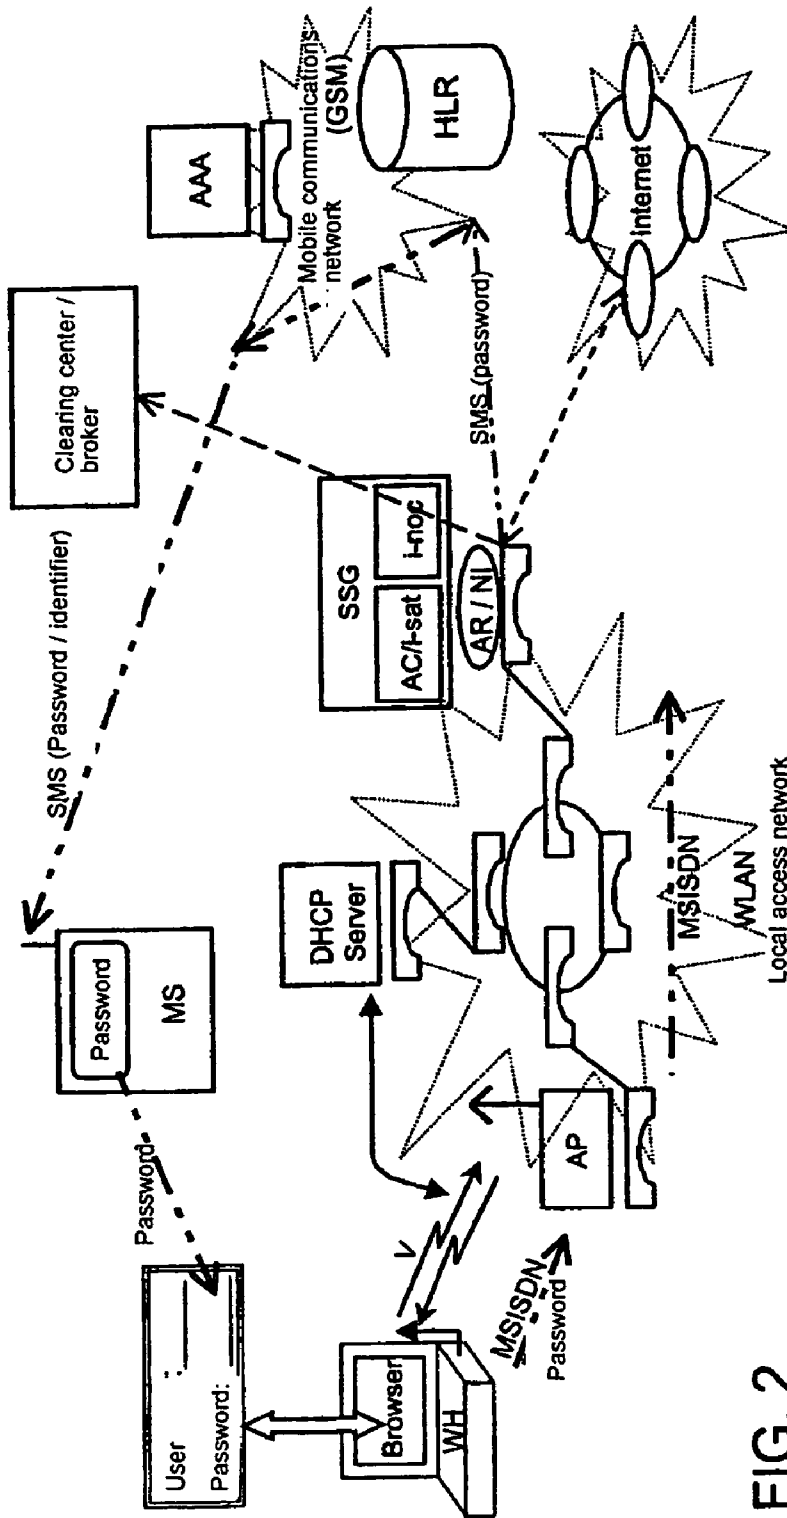 AAA
Mobile communications
(GSM)
network
HLR
Internet
Clearing center /
broker
SMS (password)
SSG
AC/I-sat
i-noc
AR / NI
SMS (Password / identifier)
Password
MS
Password
DHCP
Server
MSISDN
WLAN
Local access network
AP
V
MSISDN
Password
User :
Password:
Browser
WH
FIG. 2